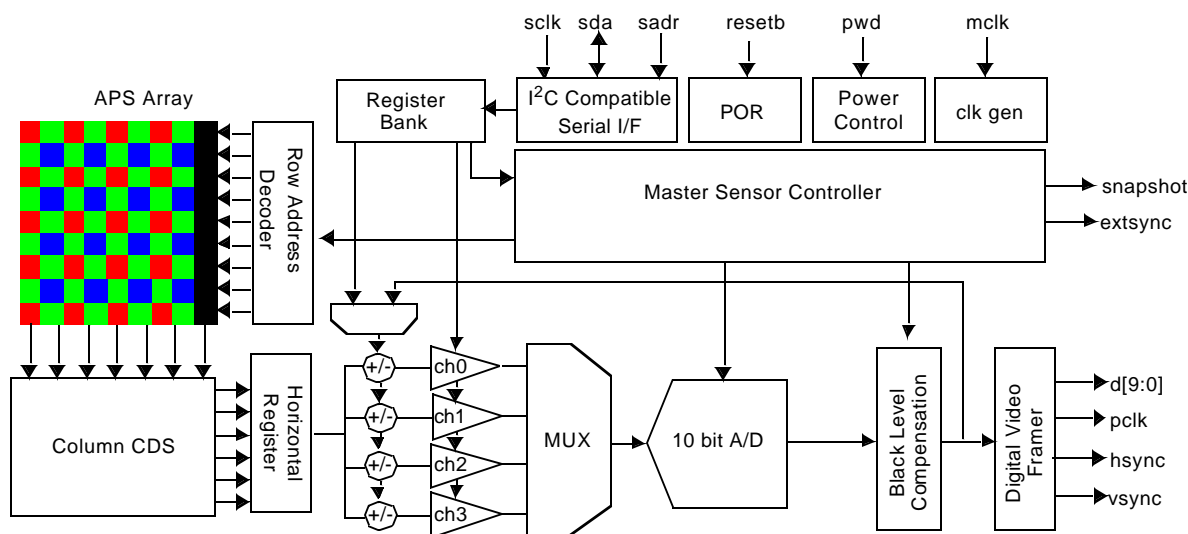 sclk sda sadr resetb pwd mclk
APS Array
Register
Bank
I²C Compatible
Serial I/F
POR
Power
Control
clk gen
Row Address
Decoder
Master Sensor Controller
snapshot
extsync
Column CDS
Horizontal
Register
+/-
+/-
+/-
+/-
ch0
ch1
ch2
ch3
MUX
10 bit A/D
Black Level
Compensation
Digital Video
Framer
d[9:0]
pclk
hsync
vsync